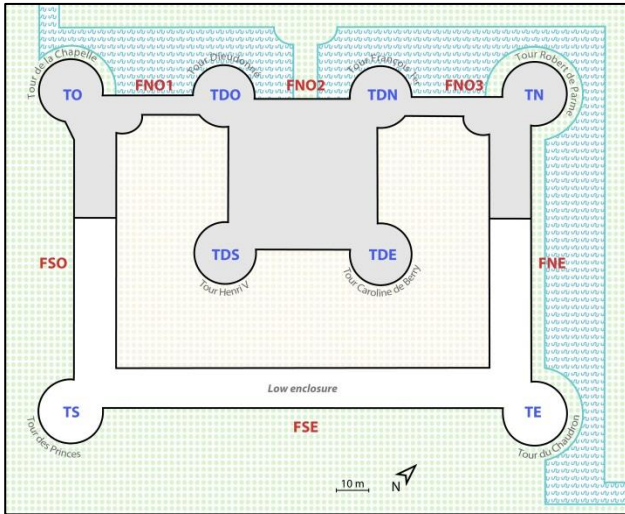 Tour de la Chapelle
Tour Dieudonné
Tour François 1er
Tour Robert de Parme
TO
FNO1
TDO
FNO2
TDN
FNO3
TN
FSO
TDS
TDE
FNE
Tour Henri V
Tour Caroline de Berry
Low enclosure
TS
FSE
TE
Tour des Princes
Tour du Chaudron
10 m
N